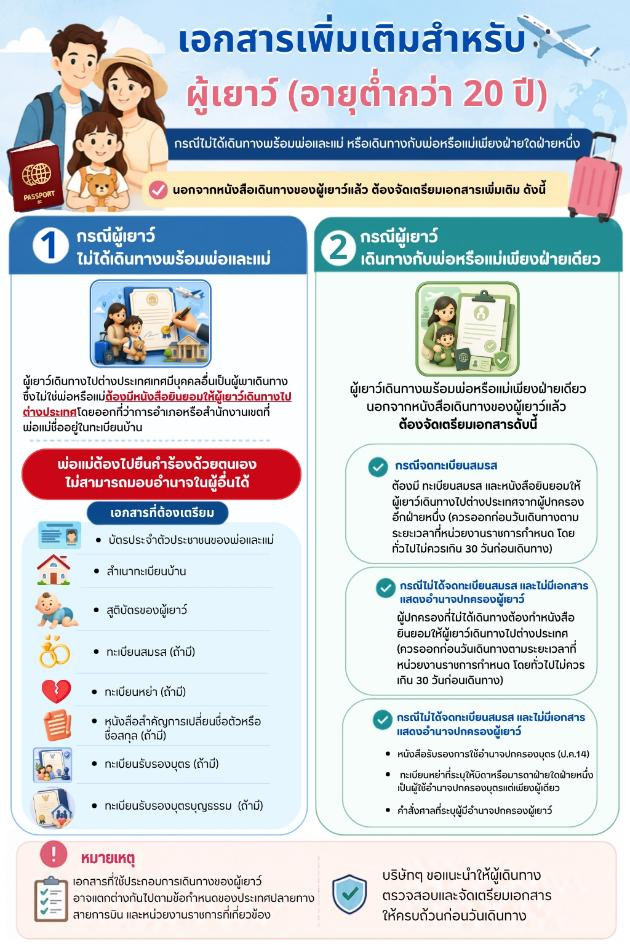 เอกสารเพิ่มเติมสำหรับ
ผู้เยาว์ (อายุต่ำกว่า 20 ปี)
กรณีไม่ได้เดินทางพร้อมพ่อและแม่ หรือเดินทางกับพ่อหรือแม่เพียงฝ่ายใดฝ่ายหนึ่ง
PASSPORT
นอกจากหนังสือเดินทางของผู้เยาว์แล้ว ต้องจัดเตรียมเอกสารเพิ่มเติม ดังนี้
1
กรณีผู้เยาว์
ไม่ได้เดินทางพร้อมพ่อและแม่
ผู้เยาว์เดินทางไปต่างประเทศเทศมีบุคคลอื่นเป็นผู้พาเดินทาง
ซึ่งไม่ใช่พ่อหรือแม่ต้องมีหนังสือยินยอมให้ผู้เยาว์เดินทางไป
ต่างประเทศโดยออกที่ว่าการอำเภอหรือสำนักงานเขตที่
พ่อแม่ชื่ออยู่ในทะเบียนบ้าน
พ่อแม่ต้องไปยืนคำร้องด้วยตนเอง
ไม่สามารถมอบอำนาจในผู้อื่นได้
เอกสารที่ต้องเตรียม
• บัตรประจำตัวประชาชนของพ่อและแม่
• สำเนาทะเบียนบ้าน
• สูติบัตรของผู้เยาว์
• ทะเบียนสมรส (ถ้ามี)
• ทะเบียนหย่า (ถ้ามี)
• หนังสือสำคัญการเปลี่ยนชื่อตัวหรือ
ชื่อสกุล (ถ้ามี)
• ทะเบียนรับรองบุตร (ถ้ามี)
• ทะเบียนรับรองบุตรบุญธรรม (ถ้ามี)
2
กรณีผู้เยาว์
เดินทางกับพ่อหรือแม่เพียงฝ่ายเดียว
ผู้เยาว์เดินทางพร้อมพ่อหรือแม่เพียงฝ่ายเดียว
นอกจากหนังสือเดินทางของผู้เยาว์แล้ว
ต้องจัดเตรียมเอกสารดับนี้
กรณีจดทะเบียนสมรส
ต้องมี ทะเบียนสมรส และหนังสือยินยอมให้
ผู้เยาว์เดินทางไปต่างประเทศจากผู้ปกครอง
อีกฝ่ายหนึ่ง (ควรออกก่อนวันเดินทางตาม
ระยะเวลาที่หน่วยงานราชการกำหนด โดย
ทั่วไปไม่ควรเกิน 30 วันก่อนเดินทาง)
กรณีไม่ได้จดทะเบียนสมรส และไม่มีเอกสาร
แสดงอำนาจปกครองผู้เยาว์
ผู้ปกครองที่ไม่ได้เดินทางต้องทำหนังสือ
ยินยอมให้ผู้เยาว์เดินทางไปต่างประเทศ
(ควรออกก่อนวันเดินทางตามระยะเวลาที่
หน่วยงานราชการกำหนด โดยทั่วไปไม่ควร
เกิน 30 วันก่อนเดินทาง)
กรณีไม่ได้จดทะเบียนสมรส และไม่มีเอกสาร
แสดงอำนาจปกครองผู้เยาว์
• หนังสือรับรองการใช้อำนาจปกครองบุตร (ป.ค.14)
• ทะเบียนหย่าที่ระบุให้บิดาหรือมารดาฝ่ายใดฝ่ายหนึ่ง
เป็นผู้ใช้อำนาจปกครองบุตรแต่เพียงผู้เดียว
• คำสั่งศาลที่ระบุผู้มีอำนาจปกครองผู้เยาว์
! หมายเหตุ
เอกสารที่ใช้ประกอบการเดินทางของผู้เยาว์
อาจแตกต่างกันไปตามข้อกำหนดของประเทศปลายทาง
สายการบิน และหน่วยงานราชการที่เกี่ยวข้อง
บริษัทฯ ขอแนะนำให้ผู้เดินทาง
ตรวจสอบและจัดเตรียมเอกสาร
ให้ครบถ้วนก่อนวันเดินทาง